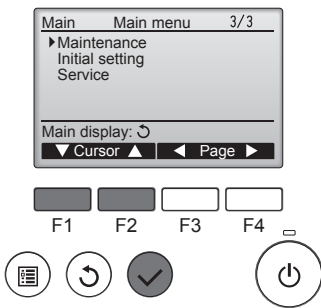 Main Main menu 3/3
Maintenance
Initial setting
Service
Main display:
Cursor Page
F1 F2 F3 F4